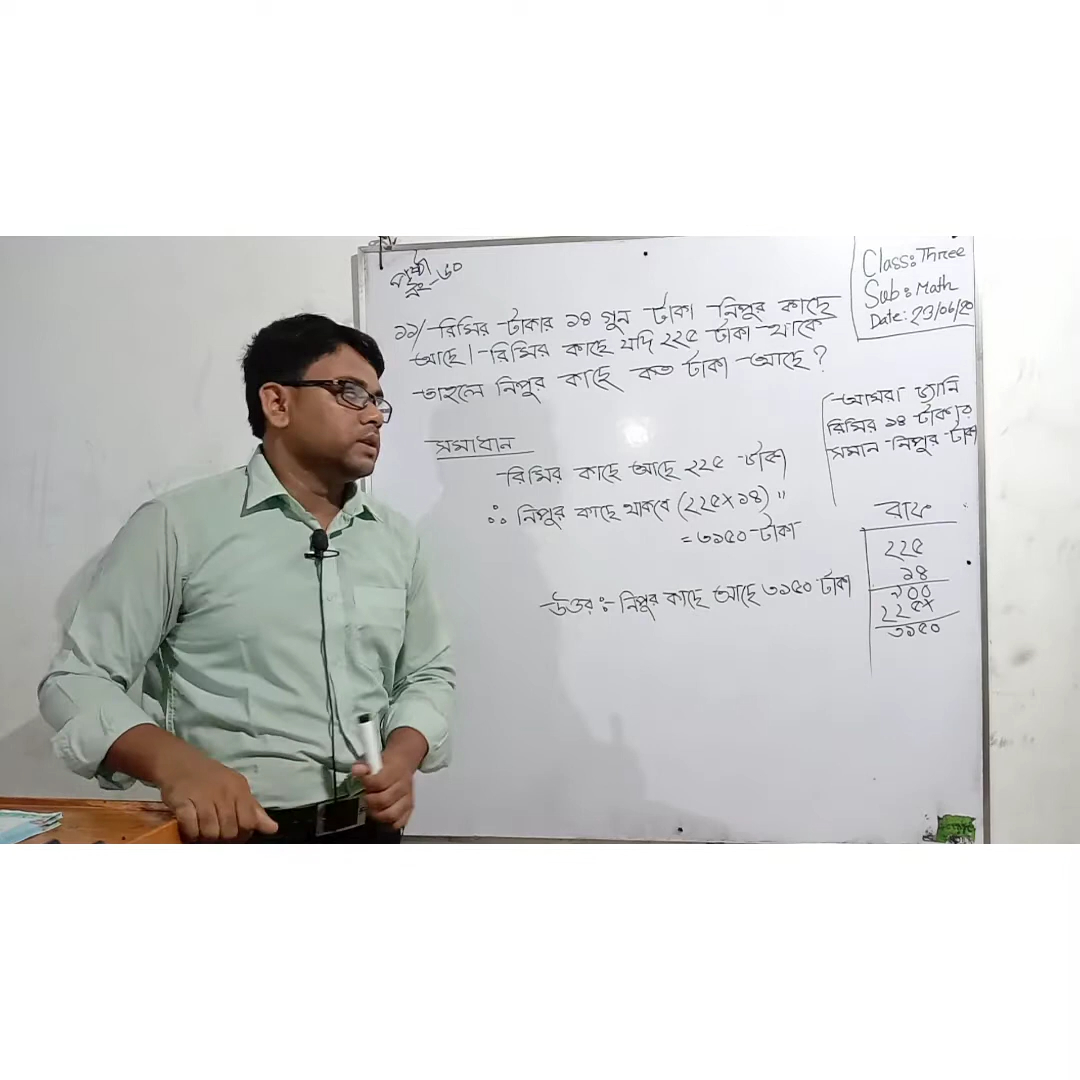 পৃষ্ঠা
নং-৬০
Class: Three
Sub: Math
Date: 23/06/20
১১/ রিমির টাকার ১৪ গুন টাকা নিপুর কাছে
আছে। রিমির কাছে যদি ২২৫ টাকা থাকে
তাহলে নিপুর কাছে কত টাকা আছে?
আমরা জানি
রিমির ১৪ টাকার
সমান নিপুর টাকা
সমাধান
রিমির কাছে আছে ২২৫ টাকা
∴ নিপুর কাছে থাকবে (২২৫×১৪) "
= ৩১৫০ টাকা
উত্তর :- নিপুর কাছে আছে ৩১৫০ টাকা
রাফ
২২৫
১৪
৯০০
২২৫×
৩১৫০